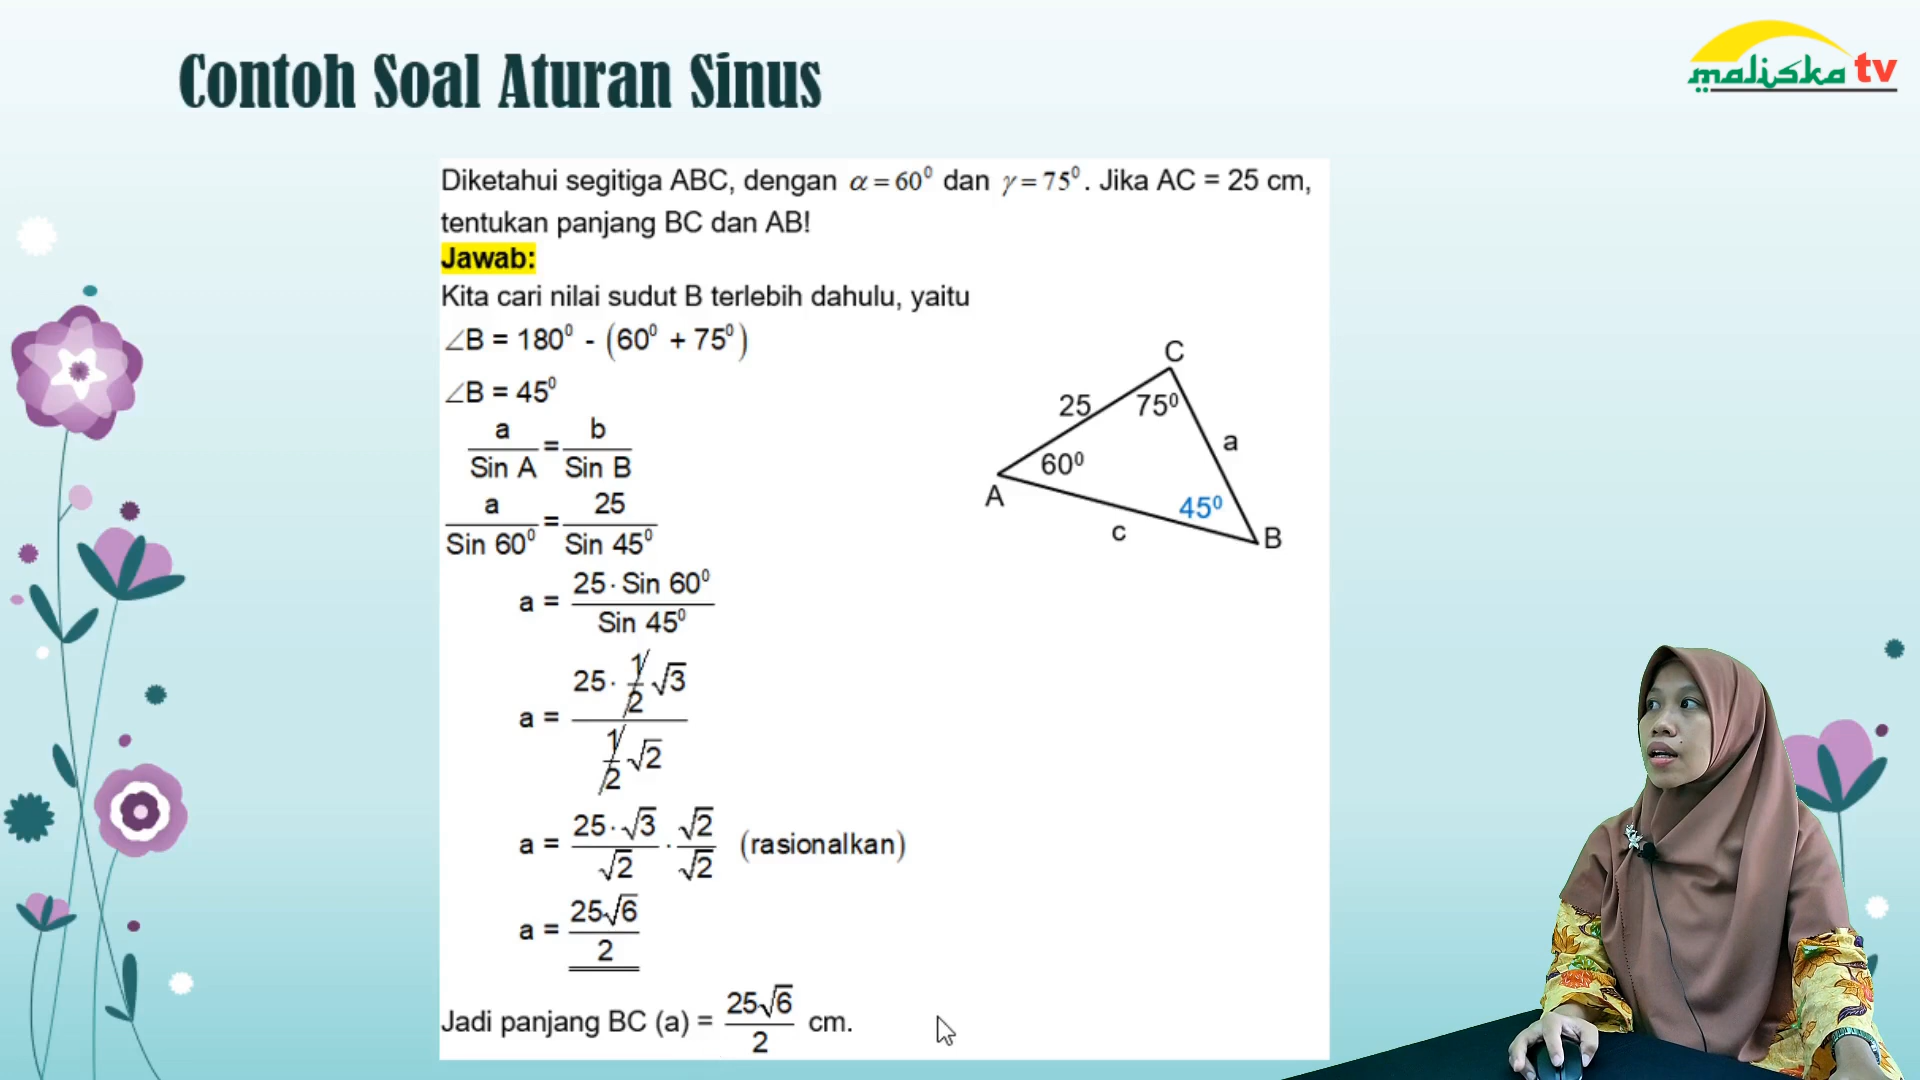 Contoh Soal Aturan Sinus
maliska tv
Diketahui segitiga ABC, dengan α = 60⁰ dan γ = 75⁰. Jika AC = 25 cm,
tentukan panjang BC dan AB!
Jawab:
Kita cari nilai sudut B terlebih dahulu, yaitu
∠B = 180⁰ - (60⁰ + 75⁰)
∠B = 45⁰
a/Sin A = b/Sin B
a/Sin 60⁰ = 25/Sin 45⁰
a = 25 · Sin 60⁰/Sin 45⁰
a = 25 · 1/2 √3 / 1/2 √2
a = 25 · √3/√2 · √2/√2 (rasionalkan)
a = 25√6/2
Jadi panjang BC (a) = 25√6/2 cm.
C
25
75⁰
a
60⁰
A
45⁰
c
B